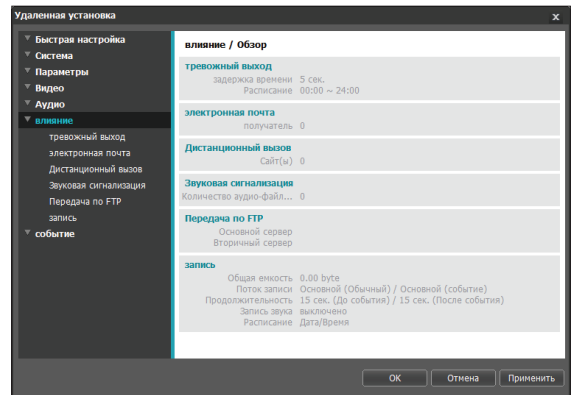 Удаленная установка x
Быстрая настройка
Система
Параметры
Видео
Аудио
влияние
тревожный выход
электронная почта
Дистанционный вызов
Звуковая сигнализация
Передача по FTP
запись
событие
влияние / Обзор
тревожный выход
задержка времени 5 сек.
Расписание 00:00 ~ 24:00
электронная почта
получатель 0
Дистанционный вызов
Сайт(ы) 0
Звуковая сигнализация
Количество аудио-файл... 0
Передача по FTP
Основной сервер
Вторичный сервер
запись
Общая емкость 0.00 byte
Поток записи Основной (Обычный) / Основной (событие)
Продолжительность 15 сек. (До события) / 15 сек. (После события)
Запись звука выключено
Расписание Дата/Время
OK Отмена Применить